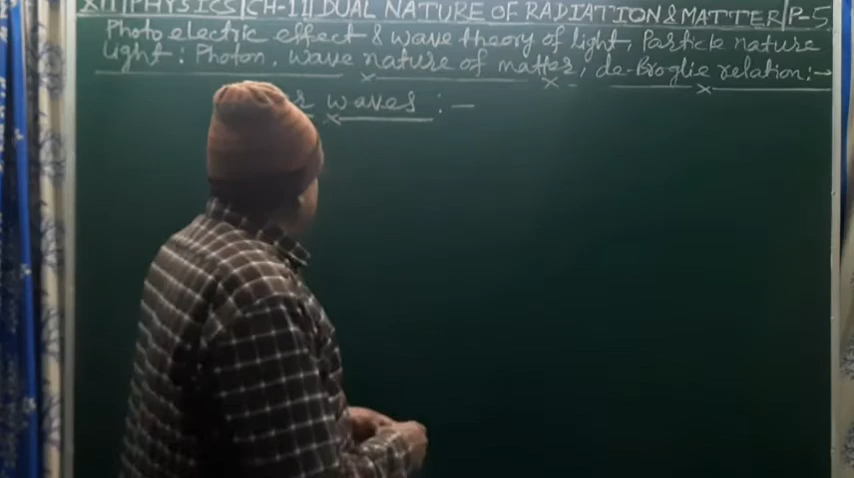 XII|PHYSICS|CH-11|DUAL NATURE OF RADIATION & MATTER|P-5
Photoelectric effect & wave theory of light, Particle nature
light: Photon. wave nature of matter, de-Broglie relation:→
waves :-